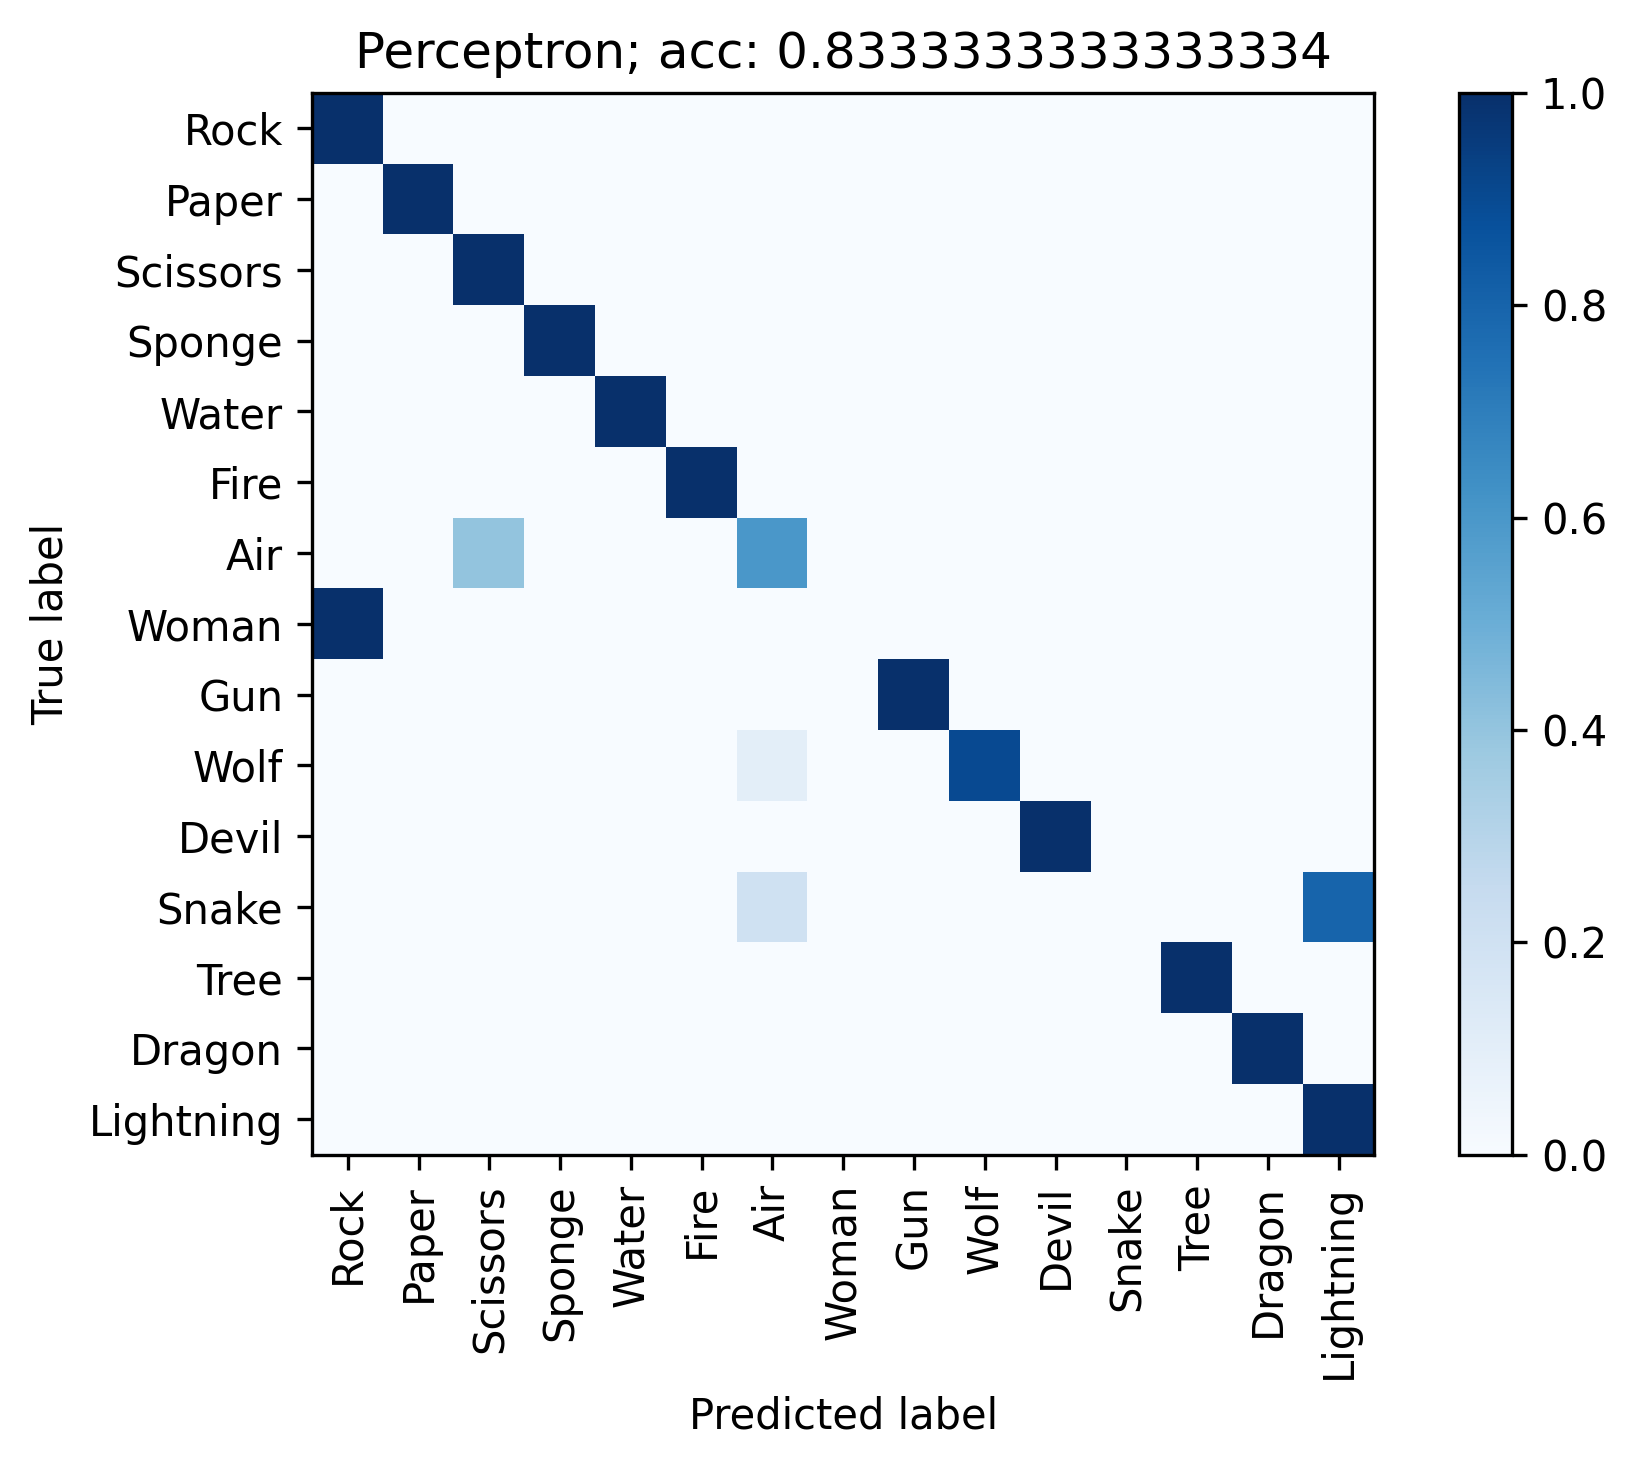 Perceptron; acc: 0.8333333333333334
Rock
Paper
Scissors
Sponge
Water
Fire
Air
Woman
Gun
Wolf
Devil
Snake
Tree
Dragon
Lightning
True label
Rock
Paper
Scissors
Sponge
Water
Fire
Air
Woman
Gun
Wolf
Devil
Snake
Tree
Dragon
Lightning
Predicted label
1.0
0.8
0.6
0.4
0.2
0.0